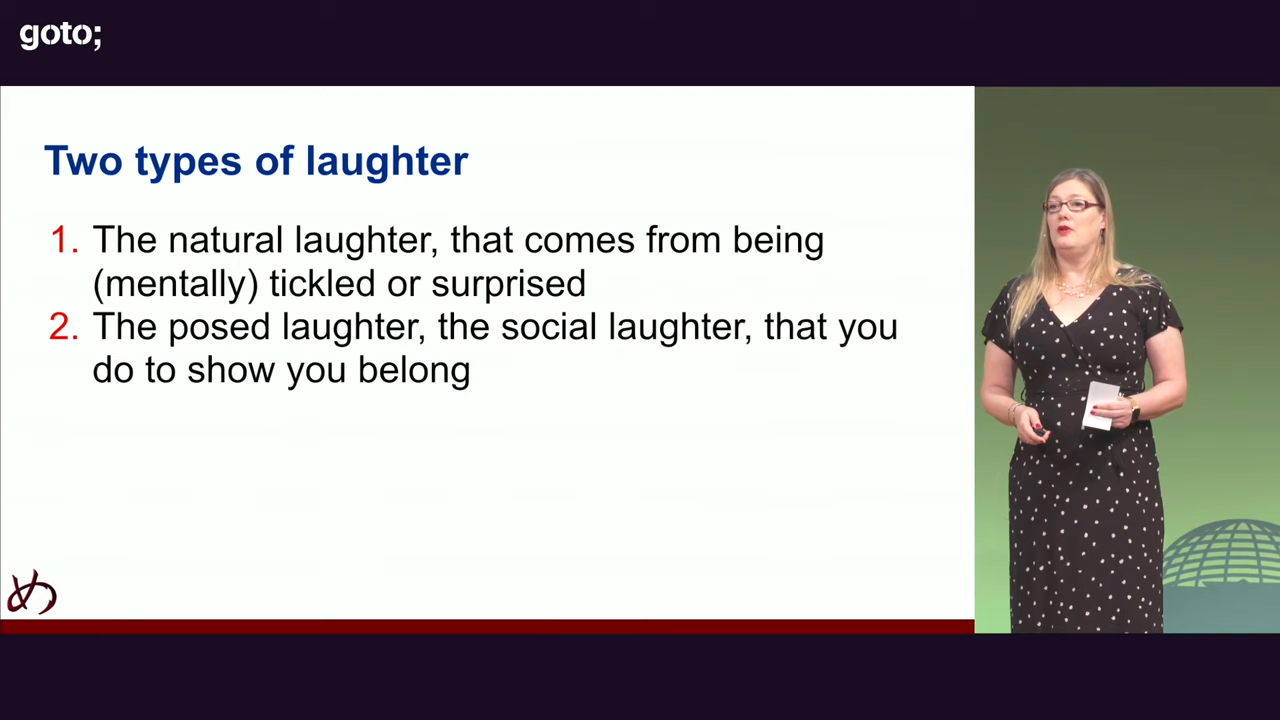 goto;
Two types of laughter
1. The natural laughter, that comes from being
(mentally) tickled or surprised
2. The posed laughter, the social laughter, that you
do to show you belong
め